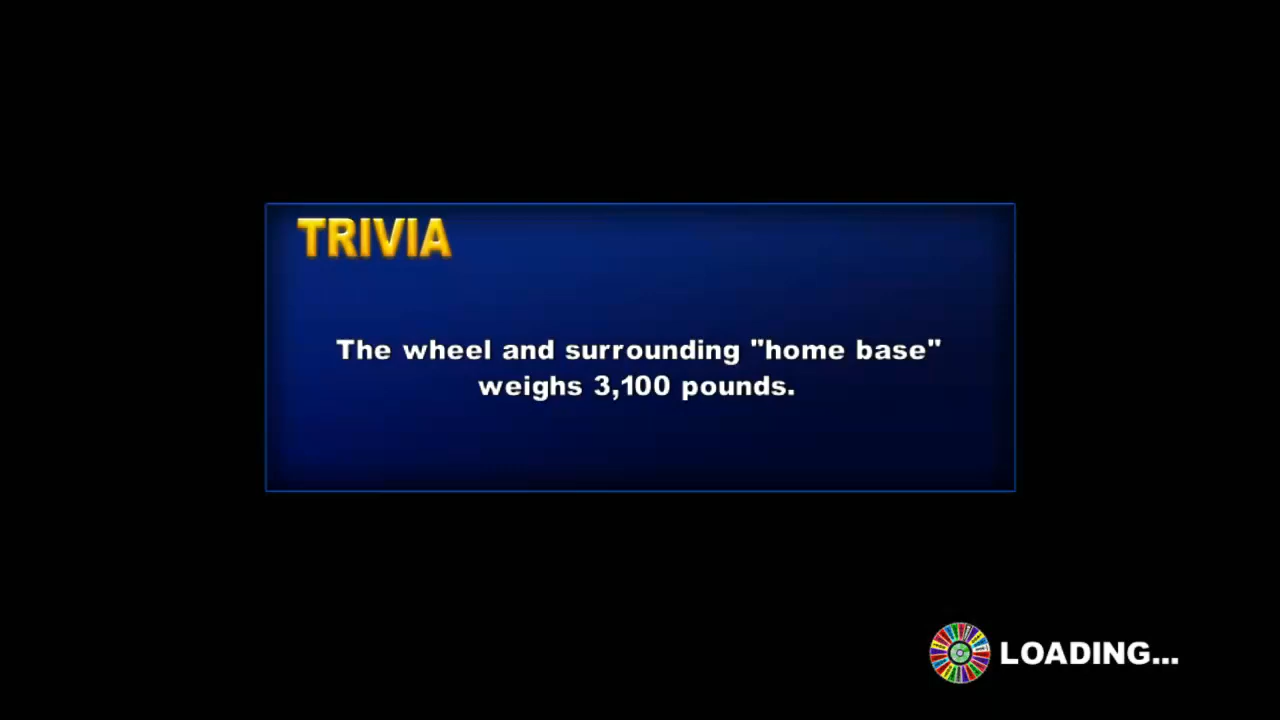 TRIVIA
The wheel and surrounding "home base"
weighs 3,100 pounds.
LOADING...